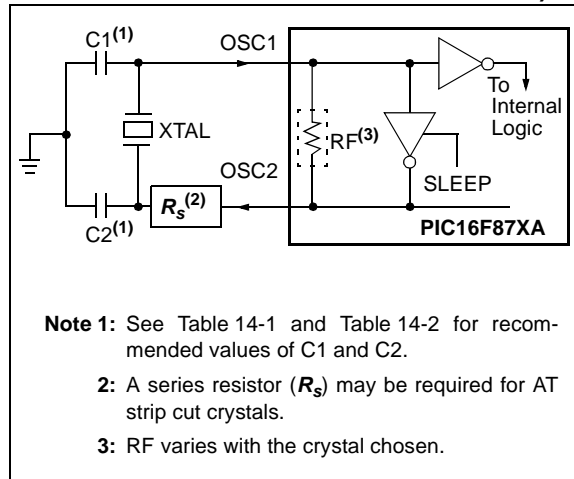 C1(1)
OSC1
To
Internal
Logic
XTAL
RF(3)
OSC2
SLEEP
Rs(2)
C2(1)
PIC16F87XA
Note 1: See Table 14-1 and Table 14-2 for recom-
mended values of C1 and C2.
2: A series resistor (Rs) may be required for AT
strip cut crystals.
3: RF varies with the crystal chosen.